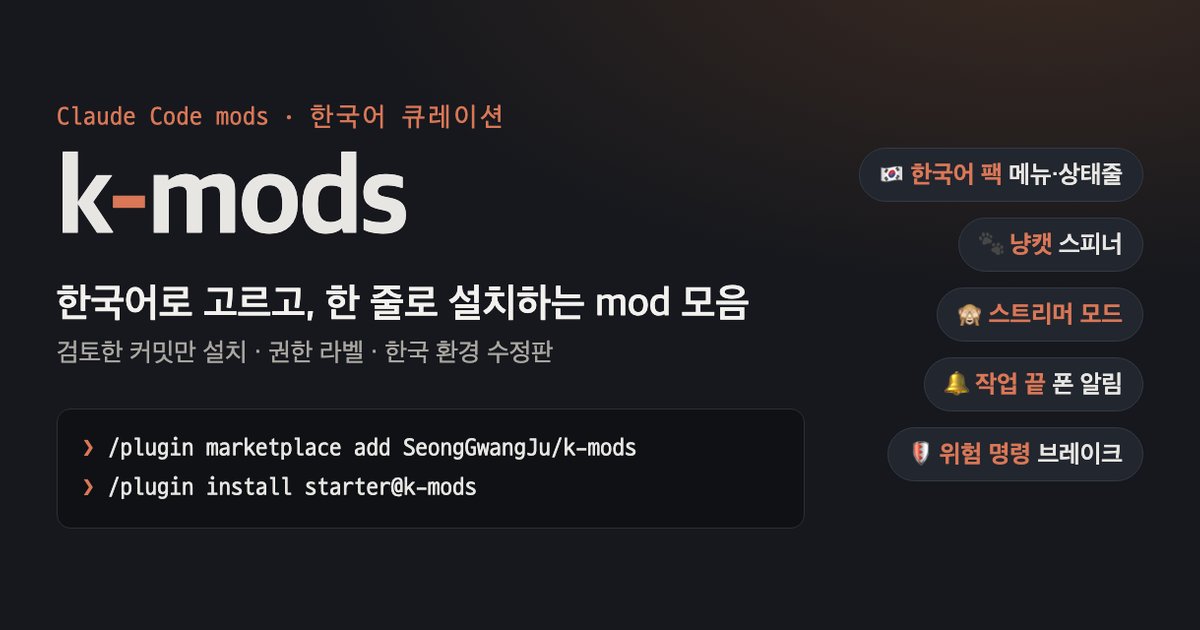 Claude Code mods · 한국어 큐레이션
k-mods
한국어로 고르고, 한 줄로 설치하는 mod 모음
검토한 커밋만 설치 · 권한 라벨 · 한국 환경 수정판
❯ /plugin marketplace add SeongGwangJu/k-mods
❯ /plugin install starter@k-mods
🇰🇷 한국어 팩 메뉴·상태줄
🐾 냥캣 스피너
🙈 스트리머 모드
🔔 작업 끝 폰 알림
🛡️ 위험 명령 브레이크